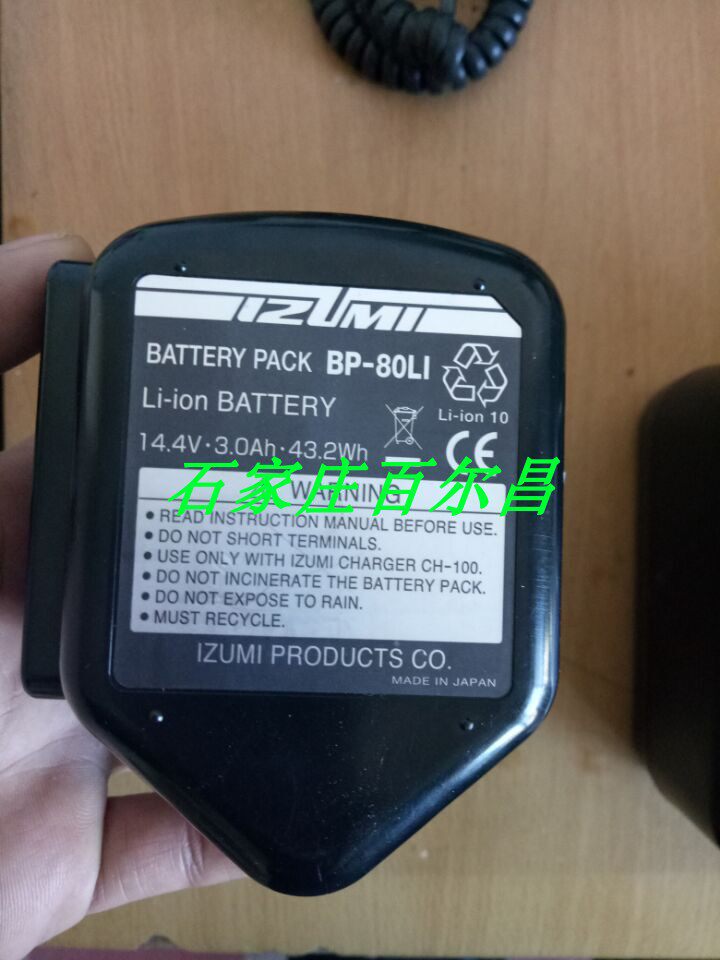 IZUMI
BATTERY PACK BP-80LI
Li-ion BATTERY
Li-ion 10
14.4V·3.0Ah·43.2Wh
CE
石家庄百尔昌
WARNING
• READ INSTRUCTION MANUAL BEFORE USE.
• DO NOT SHORT TERMINALS.
• USE ONLY WITH IZUMI CHARGER CH-100.
• DO NOT INCINERATE THE BATTERY PACK.
• DO NOT EXPOSE TO RAIN.
• MUST RECYCLE.
IZUMI PRODUCTS CO.
MADE IN JAPAN